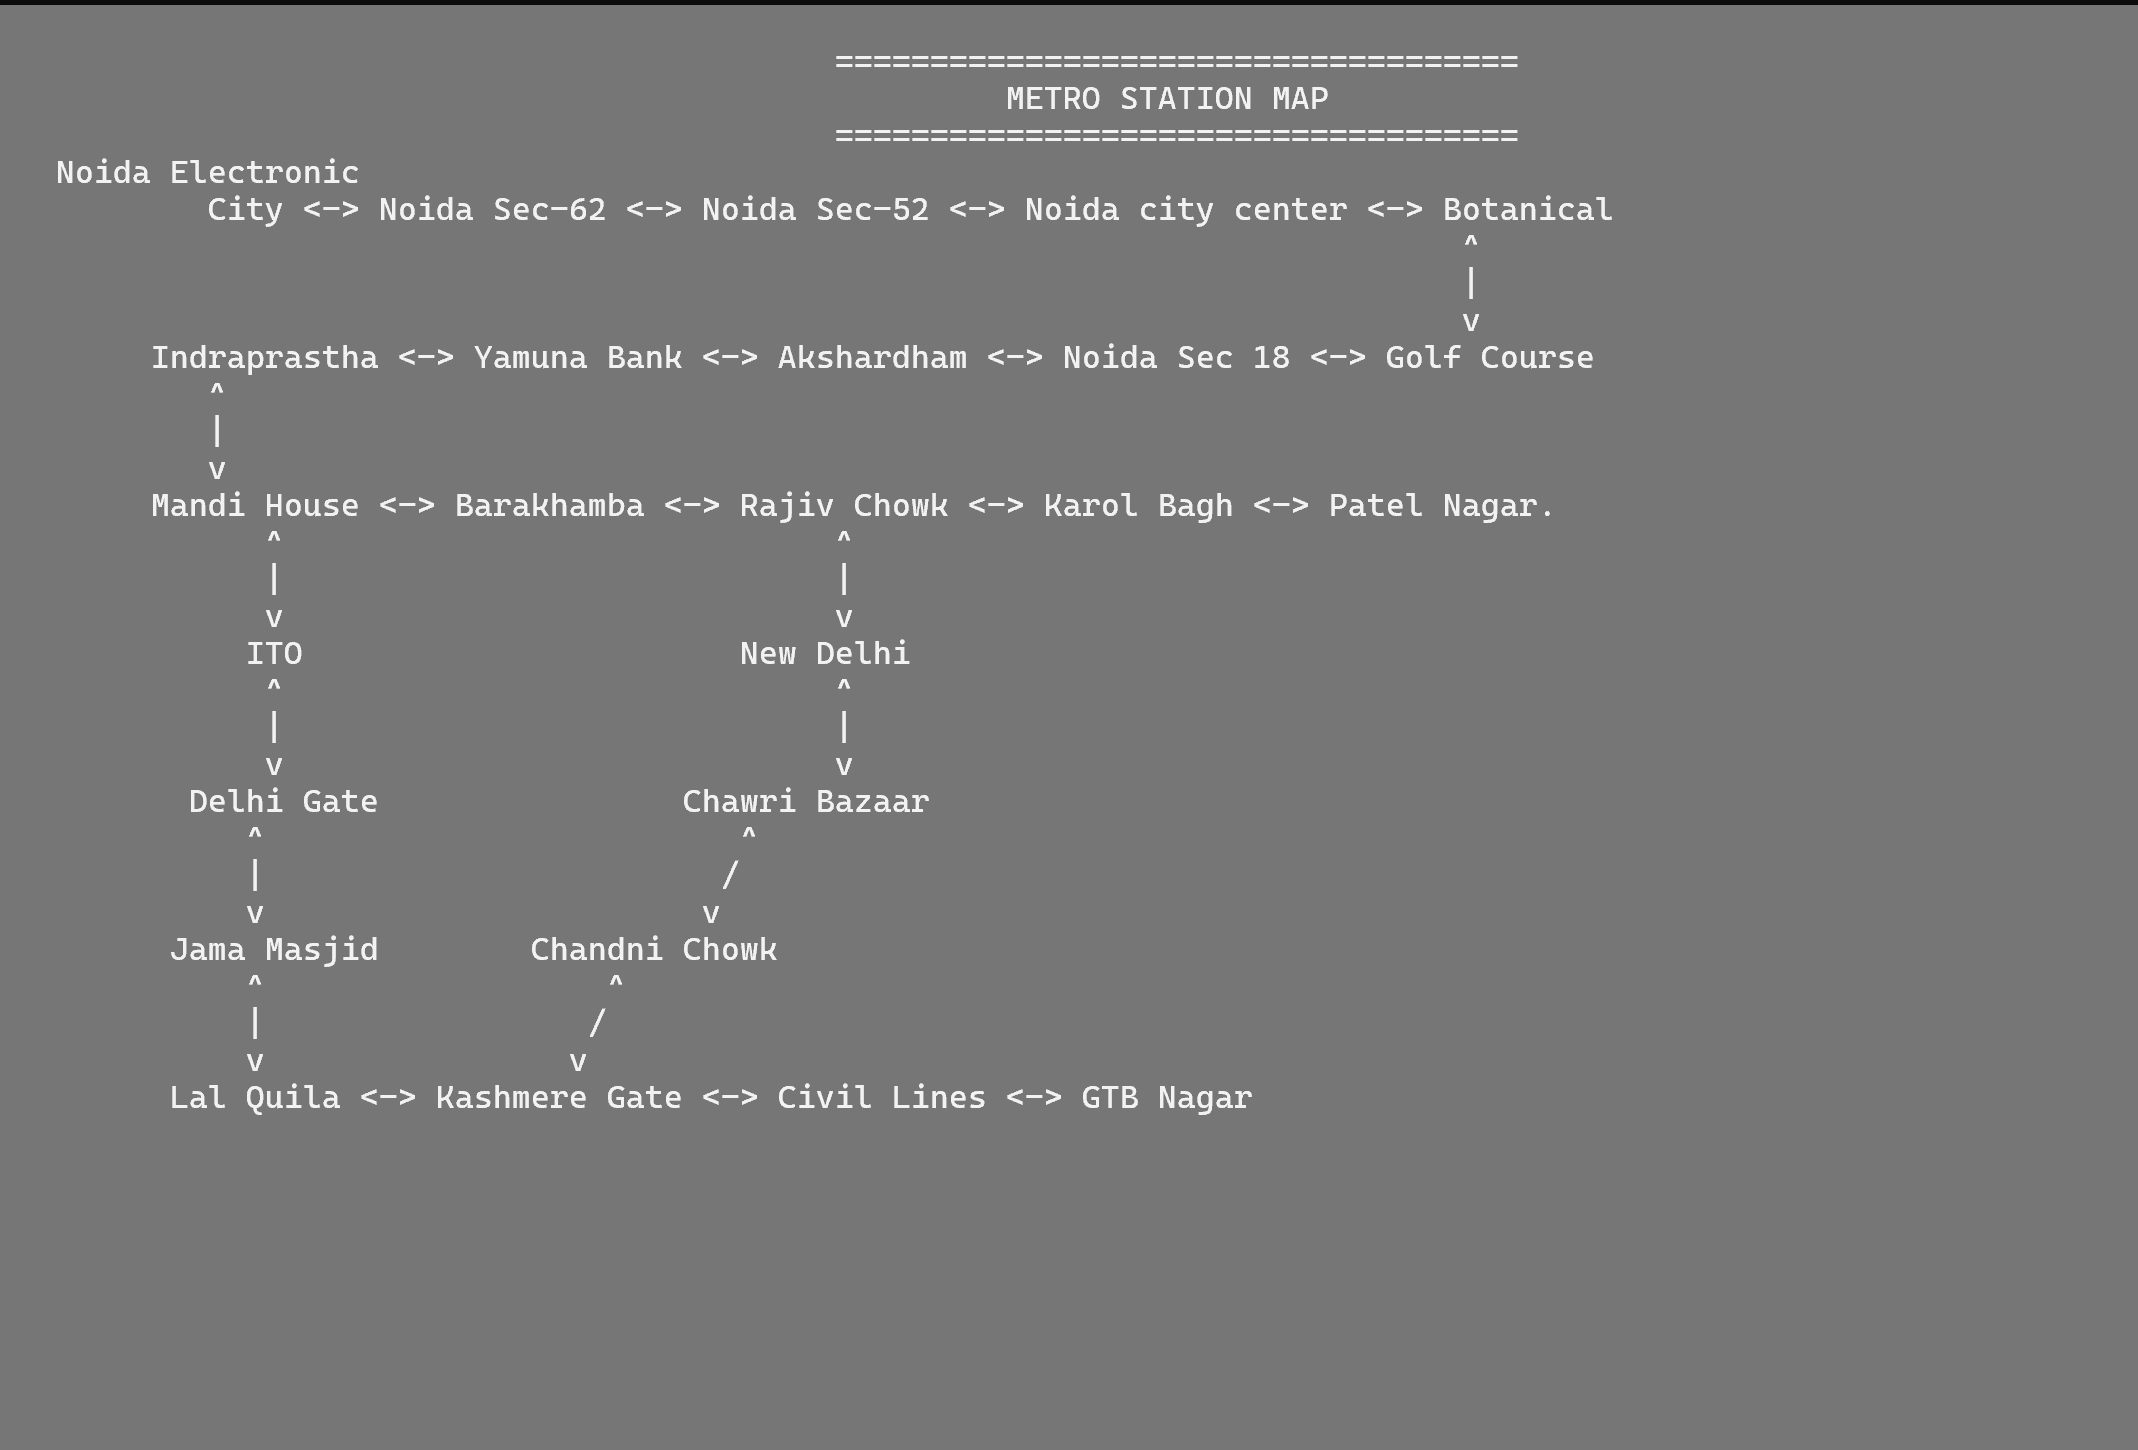 ====================================
METRO STATION MAP
====================================
Noida Electronic
City <-> Noida Sec-62 <-> Noida Sec-52 <-> Noida city center <-> Botanical
^
|
v
Indraprastha <-> Yamuna Bank <-> Akshardham <-> Noida Sec 18 <-> Golf Course
^
|
v
Mandi House <-> Barakhamba <-> Rajiv Chowk <-> Karol Bagh <-> Patel Nagar.
^ ^
| |
v v
ITO New Delhi
^ ^
| |
v v
Delhi Gate Chawri Bazaar
^ ^
| /
v v
Jama Masjid Chandni Chowk
^ ^
| /
v v
Lal Quila <-> Kashmere Gate <-> Civil Lines <-> GTB Nagar